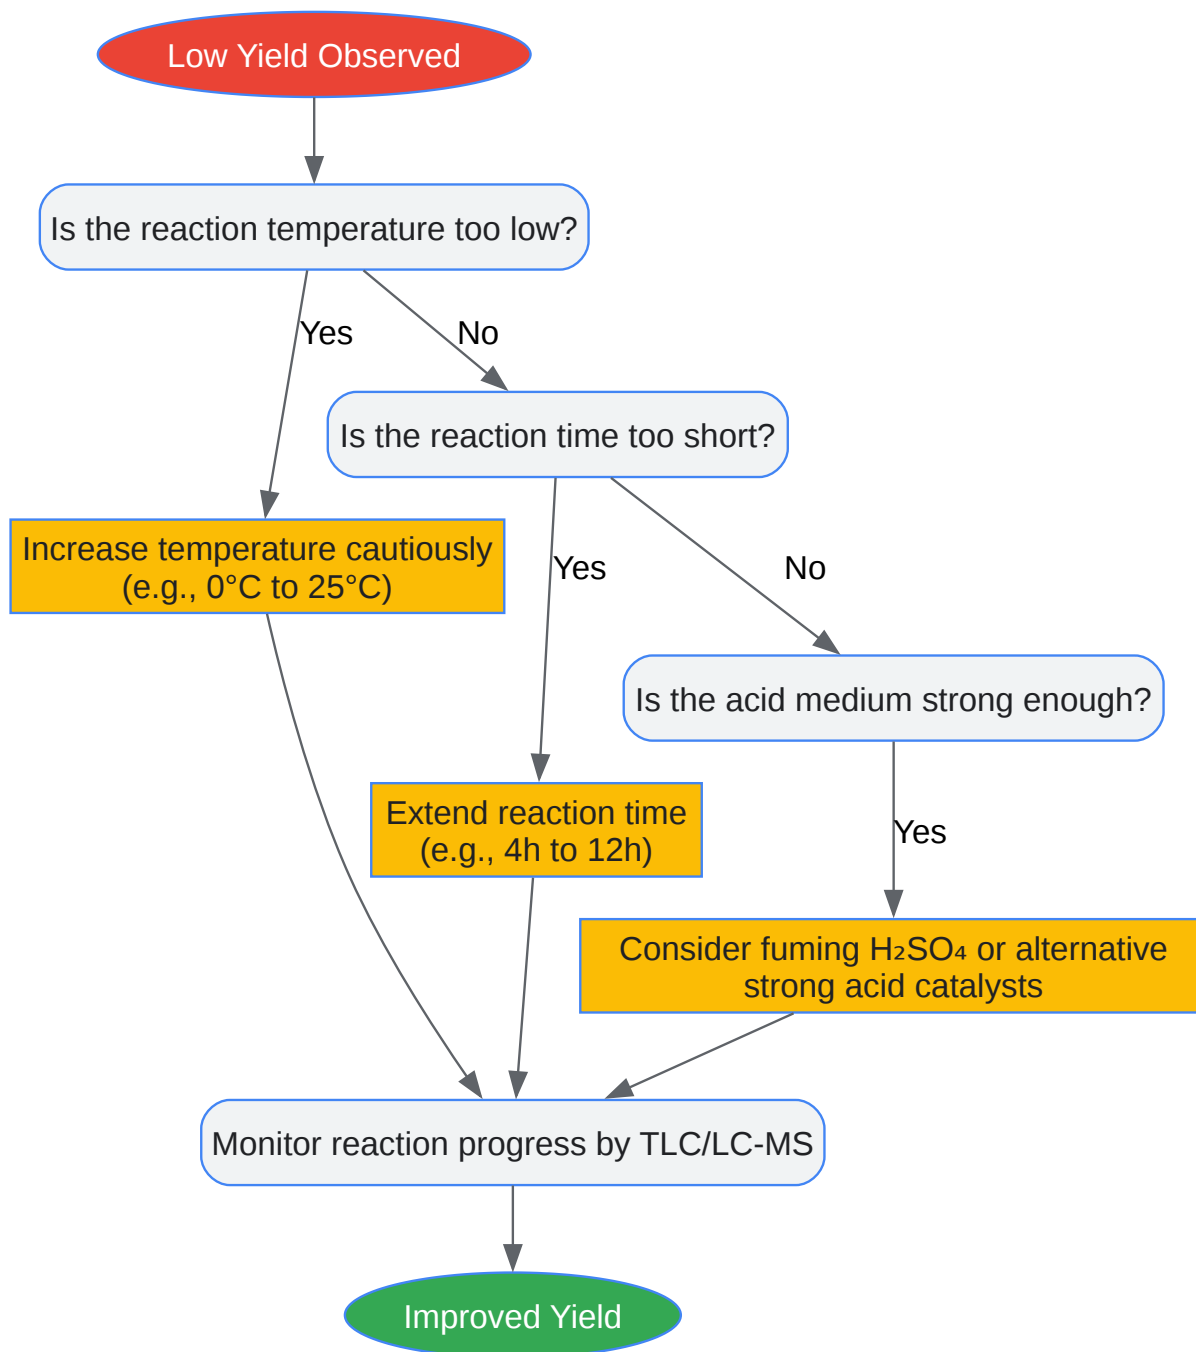 Low Yield Observed
Is the reaction temperature too low?
Yes
No
Is the reaction time too short?
Increase temperature cautiously
(e.g., 0°C to 25°C)
Yes
No
Is the acid medium strong enough?
Extend reaction time
(e.g., 4h to 12h)
Yes
Consider fuming H₂SO₄ or alternative
strong acid catalysts
Monitor reaction progress by TLC/LC-MS
Improved Yield